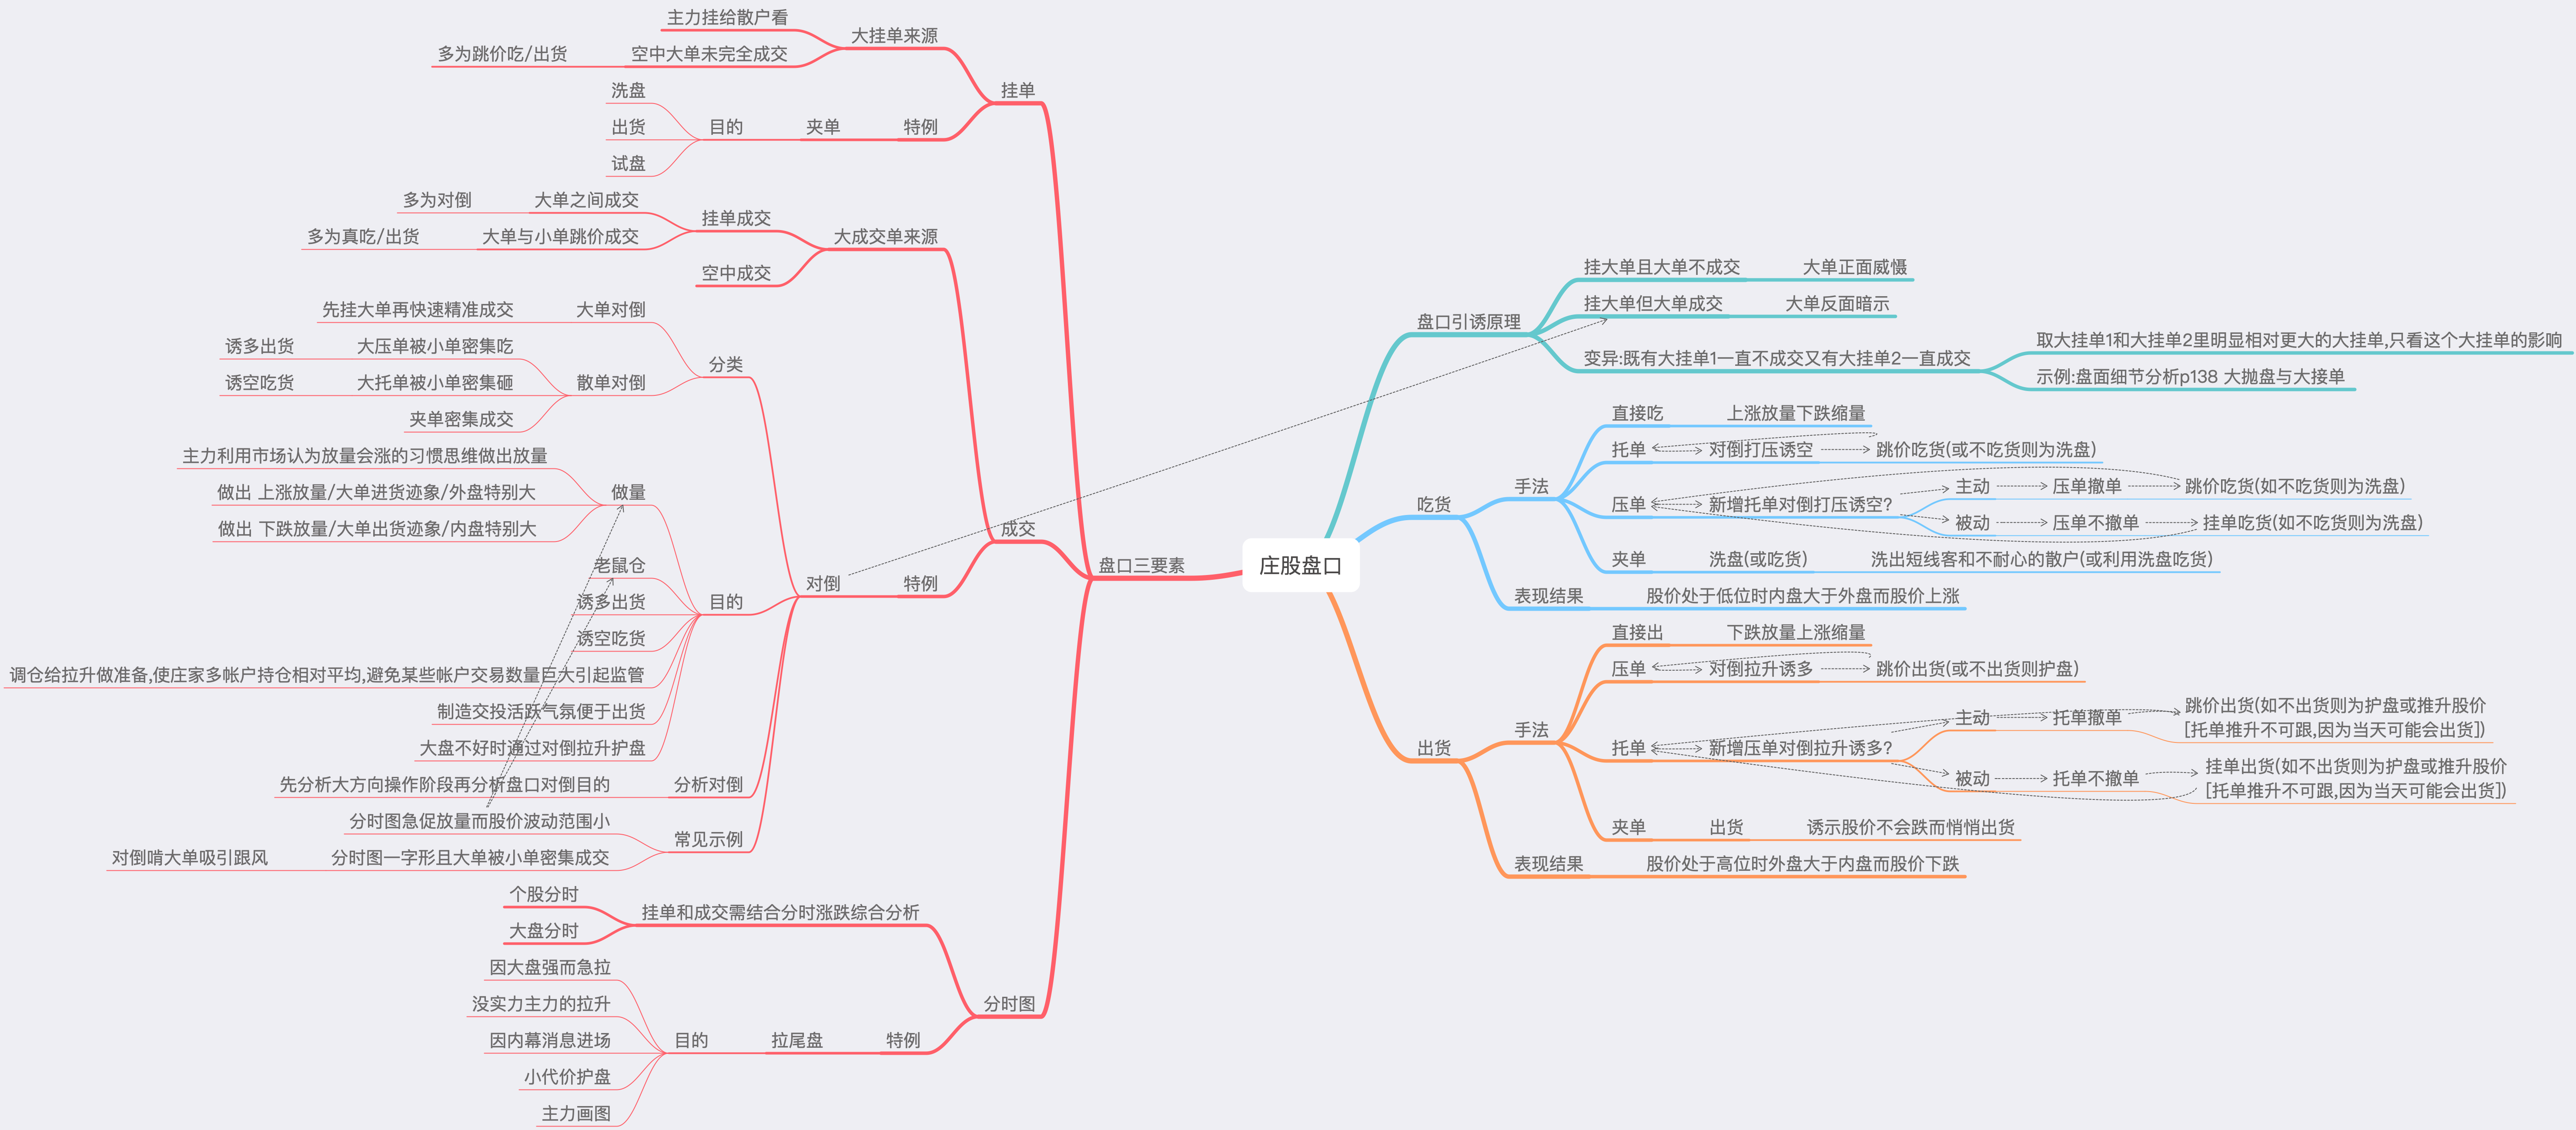 庄股盘口
盘口三要素
挂单
大挂单来源
主力挂给散户看
空中大单未完全成交
多为跳价吃/出货
特例
夹单
目的
洗盘
出货
试盘
成交
大成交单来源
挂单成交
大单之间成交
多为对倒
大单与小单跳价成交
多为真吃/出货
空中成交
特例
对倒
分类
大单对倒
先挂大单再快速精准成交
散单对倒
大压单被小单密集吃
诱多出货
大托单被小单密集砸
诱空吃货
夹单密集成交
目的
做量
主力利用市场认为放量会涨的习惯思维做出放量
做出 上涨放量/大单进货迹象/外盘特别大
做出 下跌放量/大单出货迹象/内盘特别大
老鼠仓
诱多出货
诱空吃货
调仓给拉升做准备,使庄家多帐户持仓相对平均,避免某些帐户交易数量巨大引起监管
制造交投活跃气氛便于出货
大盘不好时通过对倒拉升护盘
分析对倒
先分析大方向操作阶段再分析盘口对倒目的
常见示例
分时图急促放量而股价波动范围小
分时图一字形且大单被小单密集成交
对倒啃大单吸引跟风
分时图
挂单和成交需结合分时涨跌综合分析
个股分时
大盘分时
特例
拉尾盘
目的
因大盘强而急拉
没实力主力的拉升
因内幕消息进场
小代价护盘
主力画图
盘口引诱原理
挂大单且大单不成交
大单正面威慑
挂大单但大单成交
大单反面暗示
变异:既有大挂单1一直不成交又有大挂单2一直成交
取大挂单1和大挂单2里明显相对更大的大挂单,只看这个大挂单的影响
示例:盘面细节分析p138 大抛盘与大接单
吃货
手法
直接吃
上涨放量下跌缩量
托单
对倒打压诱空
跳价吃货(或不吃货则为洗盘)
压单
新增托单对倒打压诱空?
主动
压单撤单
跳价吃货(如不吃货则为洗盘)
被动
压单不撤单
挂单吃货(如不吃货则为洗盘)
夹单
洗盘(或吃货)
洗出短线客和不耐心的散户(或利用洗盘吃货)
表现结果
股价处于低位时内盘大于外盘而股价上涨
出货
手法
直接出
下跌放量上涨缩量
压单
对倒拉升诱多
跳价出货(或不出货则护盘)
托单
新增压单对倒拉升诱多?
主动
托单撤单
跳价出货(如不出货则为护盘或推升股价
[托单推升不可跟,因为当天可能会出货])
被动
托单不撤单
挂单出货(如不出货则为护盘或推升股价
[托单推升不可跟,因为当天可能会出货])
夹单
出货
诱示股价不会跌而悄悄出货
表现结果
股价处于高位时外盘大于内盘而股价下跌